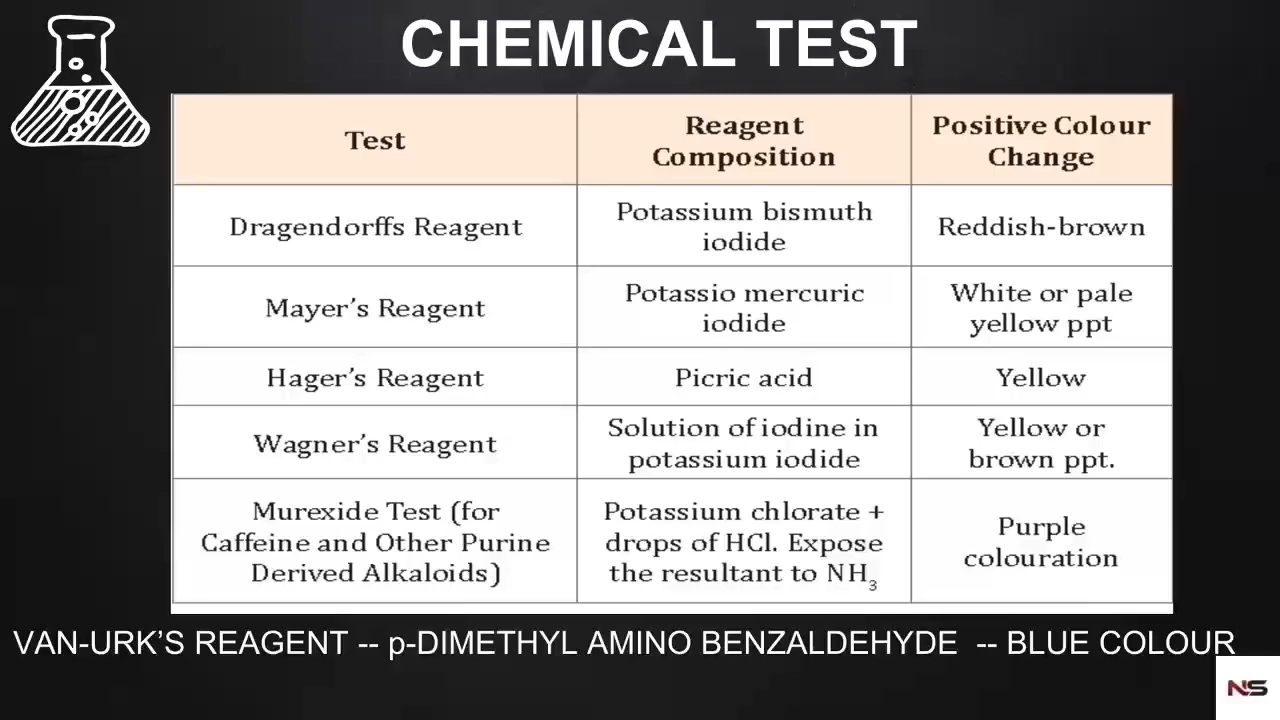 CHEMICAL TEST
Test
Reagent
Composition
Positive Colour
Change
Dragendorffs Reagent
Potassium bismuth
iodide
Reddish-brown
Mayer’s Reagent
Potassio mercuric
iodide
White or pale
yellow ppt
Hager’s Reagent
Picric acid
Yellow
Wagner’s Reagent
Solution of iodine in
potassium iodide
Yellow or
brown ppt.
Murexide Test (for
Caffeine and Other Purine
Derived Alkaloids)
Potassium chlorate +
drops of HCl. Expose
the resultant to NH₃
Purple
colouration
VAN-URK’S REAGENT -- p-DIMETHYL AMINO BENZALDEHYDE -- BLUE COLOUR
NS